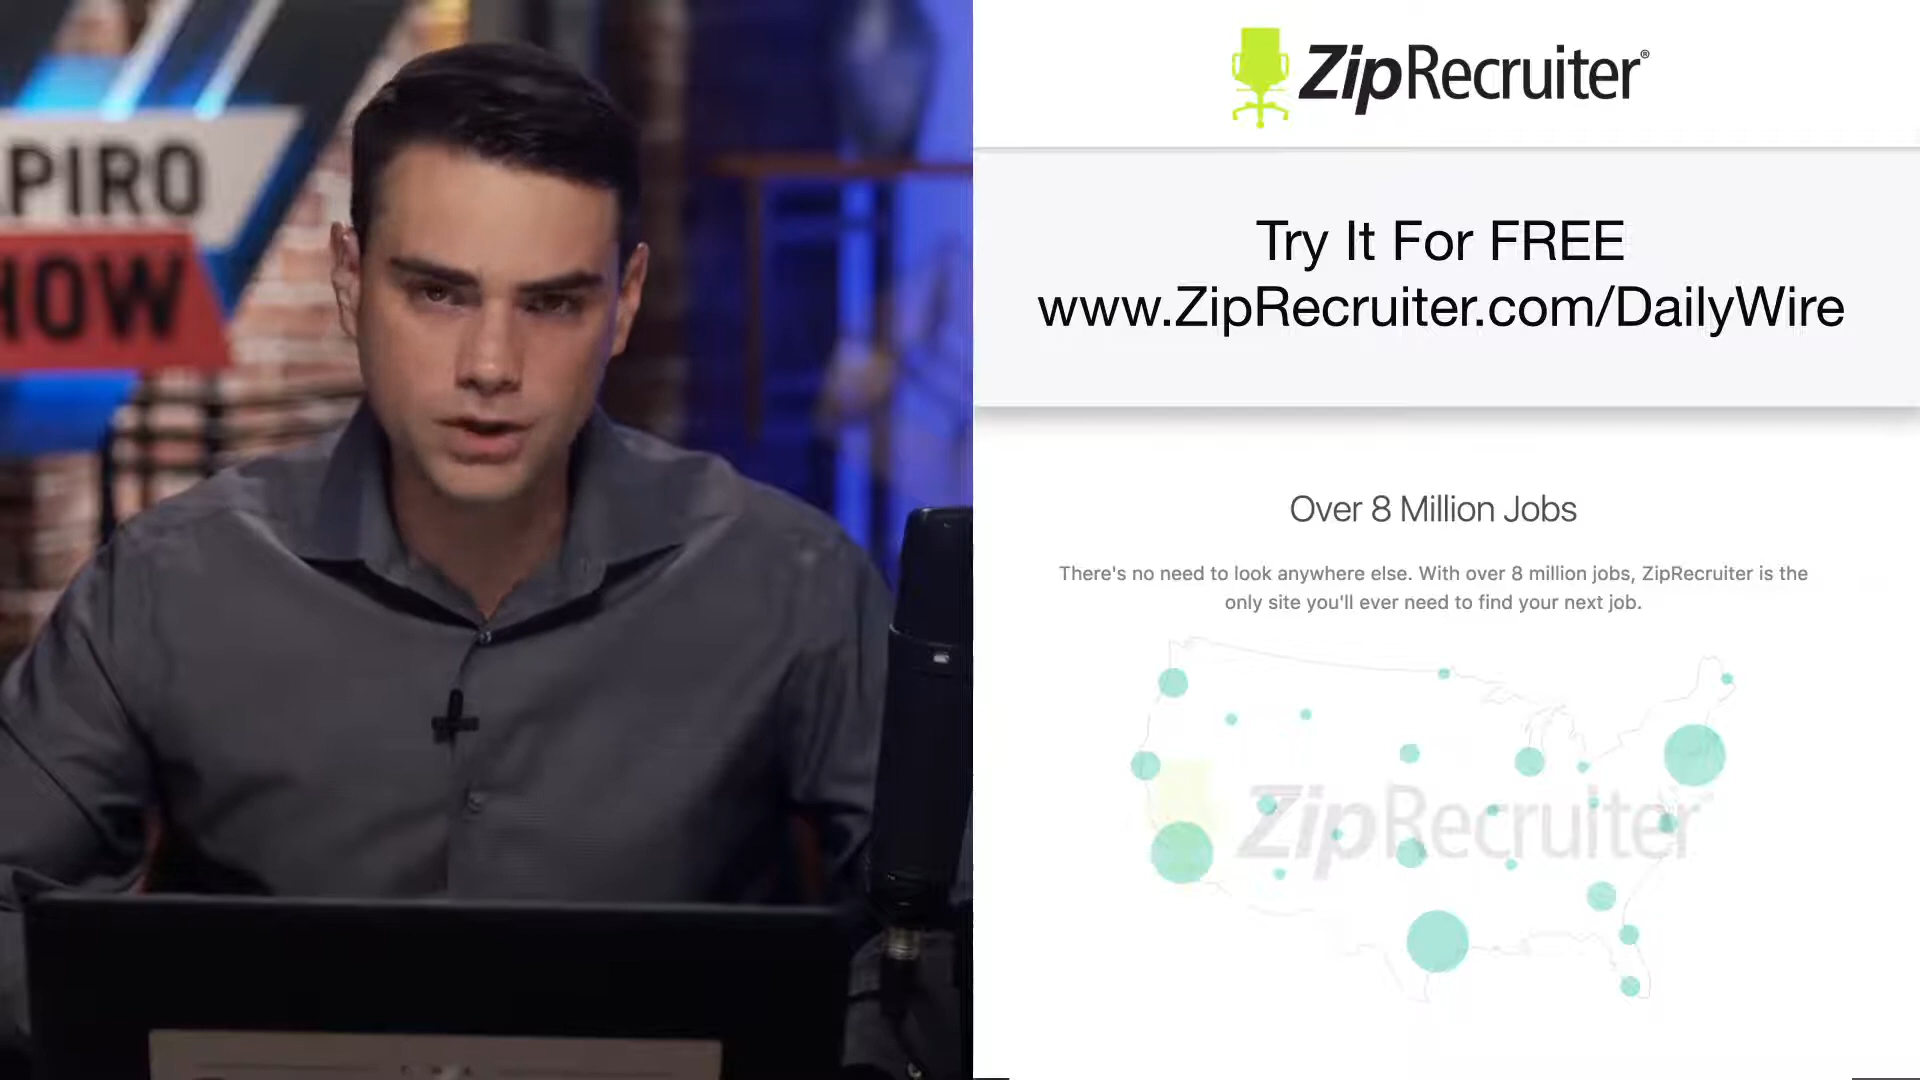 PIRO
HOW
ZipRecruiter®
Try It For FREE
www.ZipRecruiter.com/DailyWire
Over 8 Million Jobs
There's no need to look anywhere else. With over 8 million jobs, ZipRecruiter is the
only site you'll ever need to find your next job.
ZipRecruiter